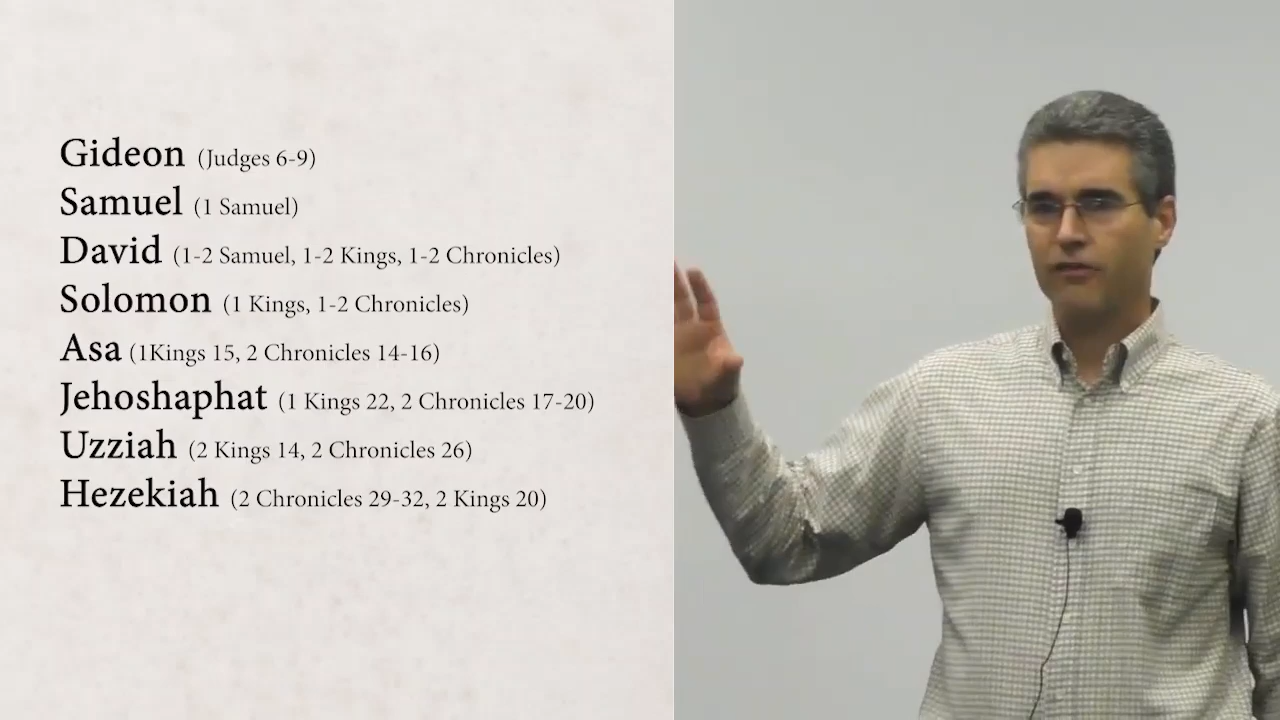 Gideon (Judges 6-9)
Samuel (1 Samuel)
David (1-2 Samuel, 1-2 Kings, 1-2 Chronicles)
Solomon (1 Kings, 1-2 Chronicles)
Asa (1Kings 15, 2 Chronicles 14-16)
Jehoshaphat (1 Kings 22, 2 Chronicles 17-20)
Uzziah (2 Kings 14, 2 Chronicles 26)
Hezekiah (2 Chronicles 29-32, 2 Kings 20)